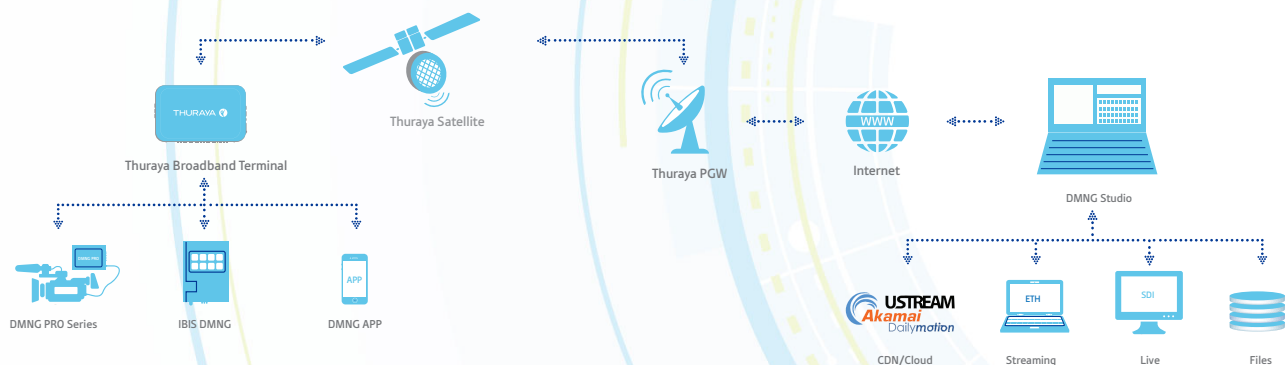 THURAYA
Thuraya Satellite
Thuraya Broadband Terminal
Thuraya PGW
WWW
Internet
DMNG Studio
DMNG PRO
DMNG PRO Series
IBIS DMNG
APP
DMNG APP
USTREAM
Akamai
Dailymotion
CDN/Cloud
ETH
Streaming
SDI
Live
Files